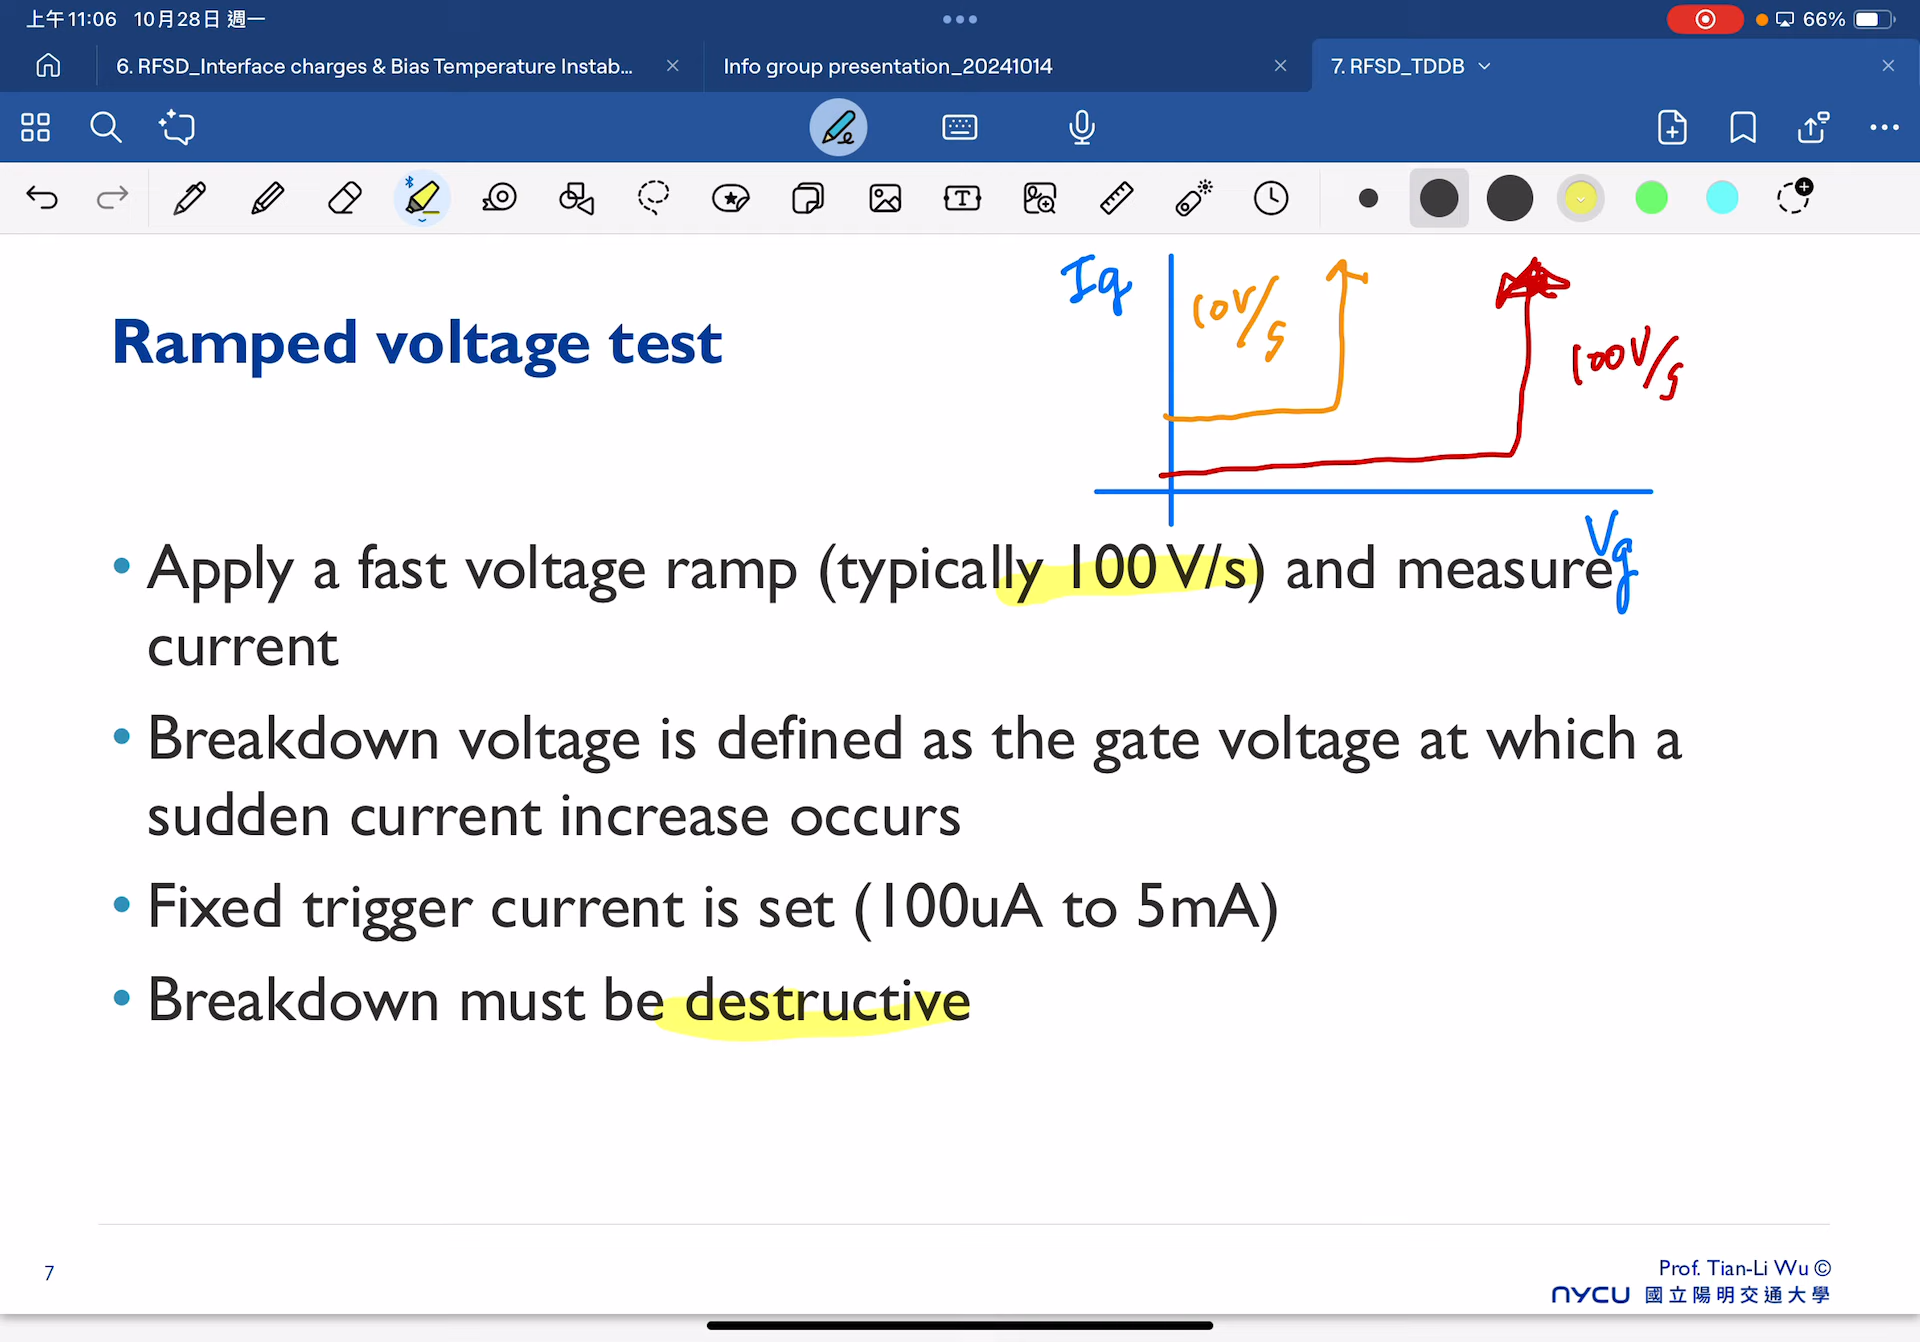 上午11:06 10月28日 週一
66%
6. RFSD_Interface charges & Bias Temperature Instab...
Info group presentation_20241014
7. RFSD_TDDB
Ig
10V/s
100V/s
Vg
Ramped voltage test
• Apply a fast voltage ramp (typically 100 V/s) and measure
current
• Breakdown voltage is defined as the gate voltage at which a
sudden current increase occurs
• Fixed trigger current is set (100uA to 5mA)
• Breakdown must be destructive
7
Prof. Tian-Li Wu ©
NYCU 國立陽明交通大學